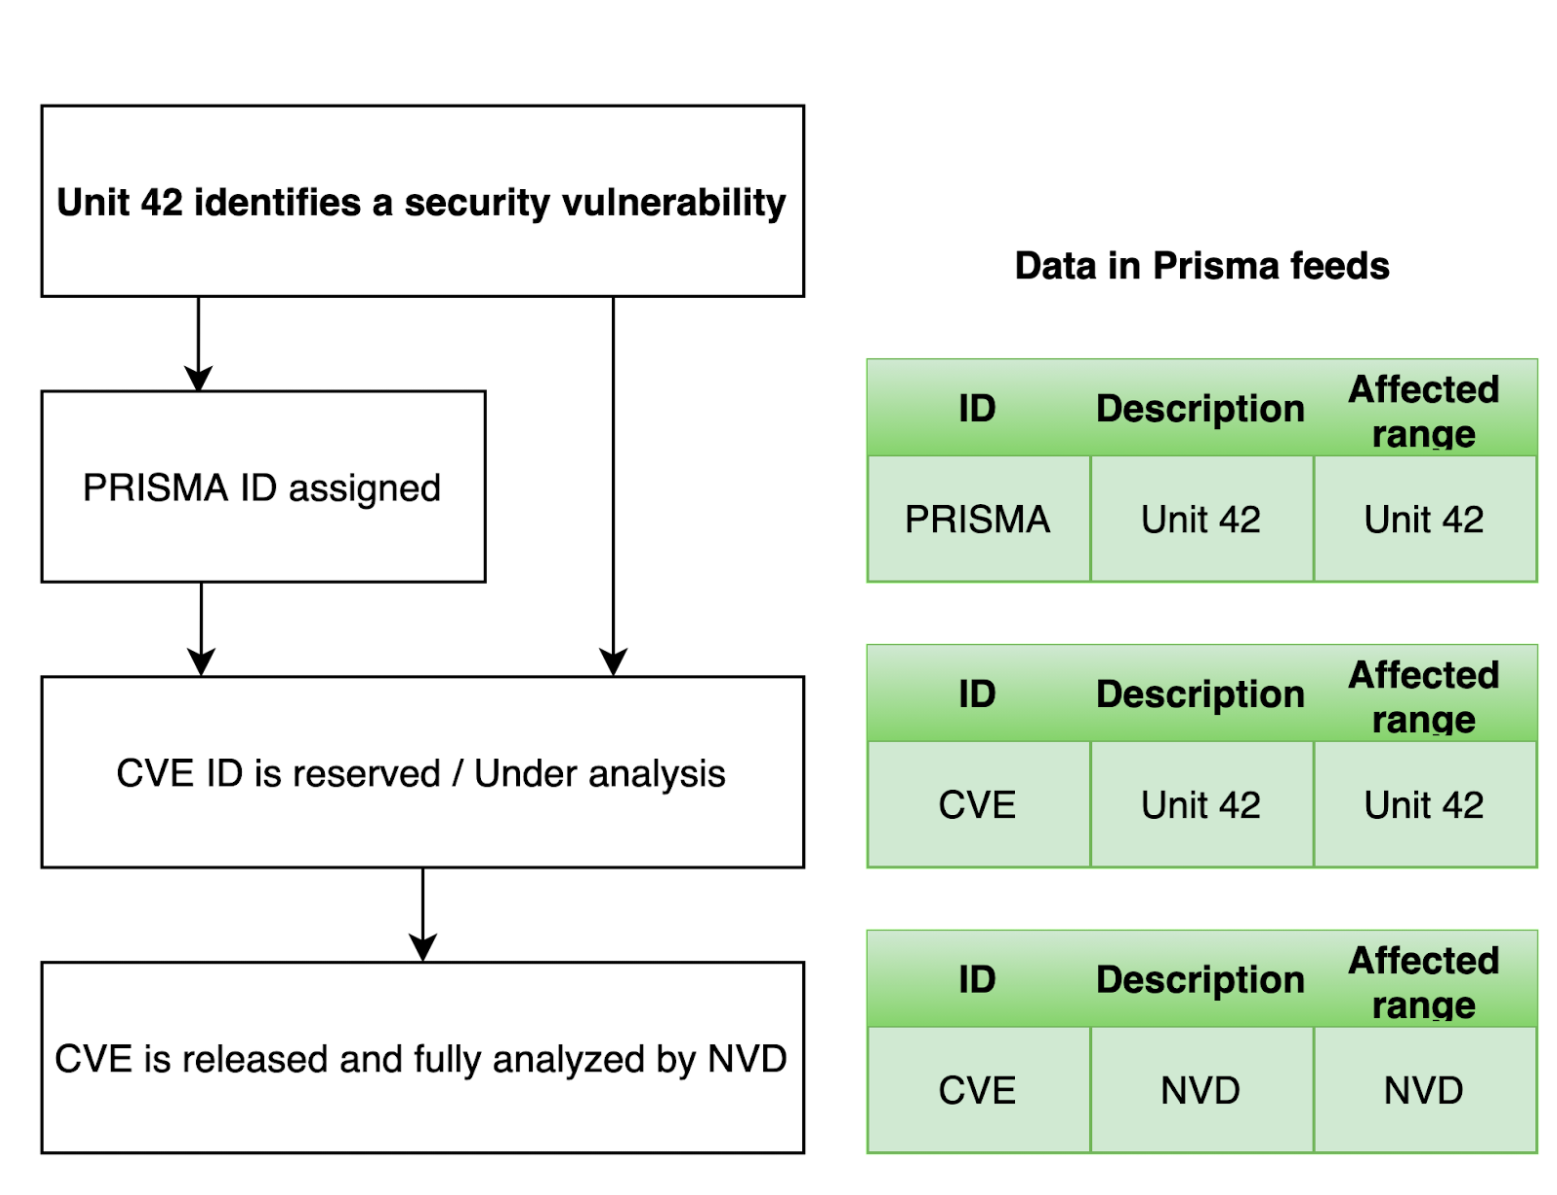 Unit 42 identifies a security vulnerability
Data in Prisma feeds
PRISMA ID assigned
ID Description Affected
range
PRISMA Unit 42 Unit 42
CVE ID is reserved / Under analysis
ID Description Affected
range
CVE Unit 42 Unit 42
CVE is released and fully analyzed by NVD
ID Description Affected
range
CVE NVD NVD